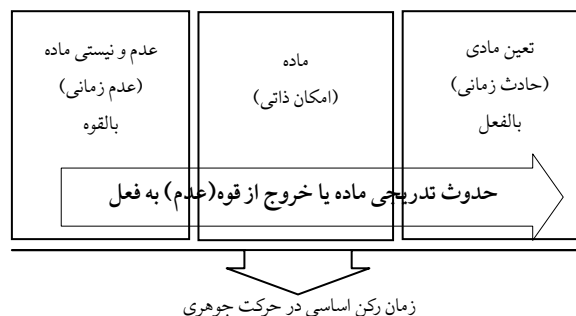 تعین مادی
(حادث زمانی)
بالفعل
ماده
(امکان ذاتی)
عدم و نیستی ماده
(عدم زمانی)
بالقوه
حدوث تدریجی ماده یا خروج از قوه(عدم) به فعل
زمان رکن اساسی در حرکت جوهری